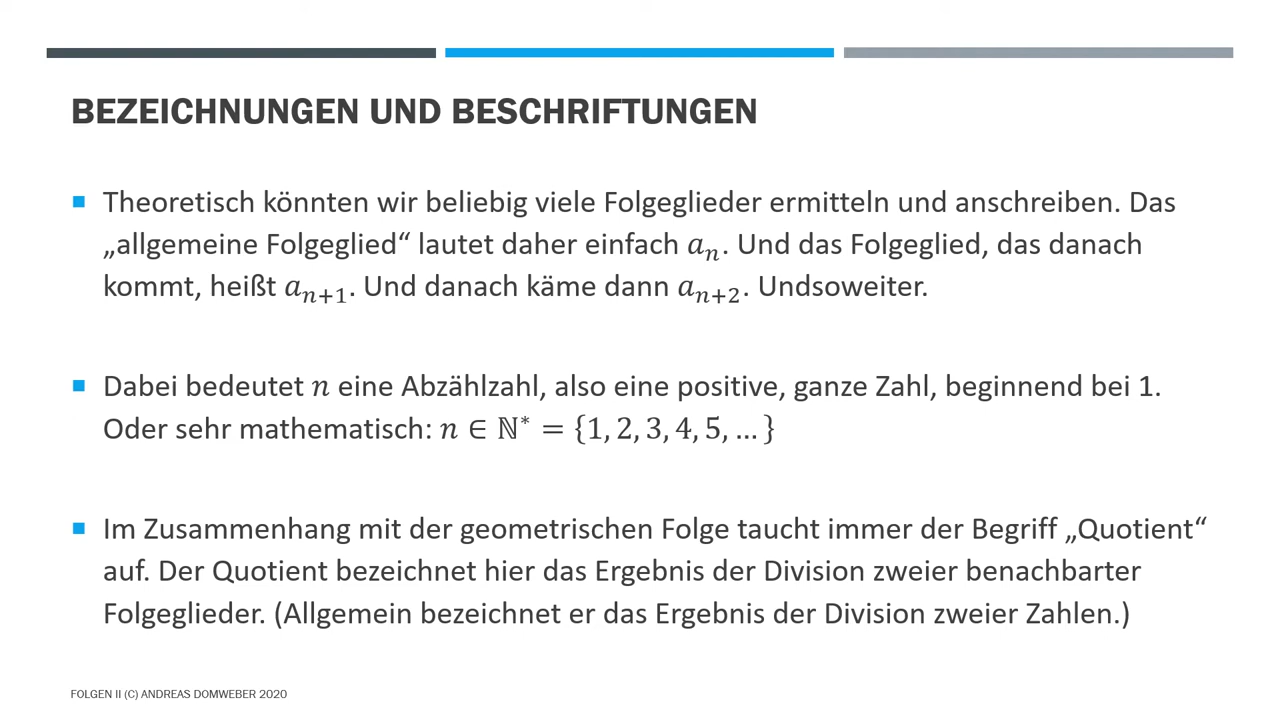 BEZEICHNUNGEN UND BESCHRIFTUNGEN
Theoretisch könnten wir beliebig viele Folgeglieder ermitteln und anschreiben. Das
„allgemeine Folgeglied“ lautet daher einfach aₙ. Und das Folgeglied, das danach
kommt, heißt aₙ₊₁. Und danach käme dann aₙ₊₂. Undsoweiter.
Dabei bedeutet n eine Abzählzahl, also eine positive, ganze Zahl, beginnend bei 1.
Oder sehr mathematisch: n ∈ ℕ* = {1, 2, 3, 4, 5, … }
Im Zusammenhang mit der geometrischen Folge taucht immer der Begriff „Quotient“
auf. Der Quotient bezeichnet hier das Ergebnis der Division zweier benachbarter
Folgeglieder. (Allgemein bezeichnet er das Ergebnis der Division zweier Zahlen.)
FOLGEN II (C) ANDREAS DOMWEBER 2020